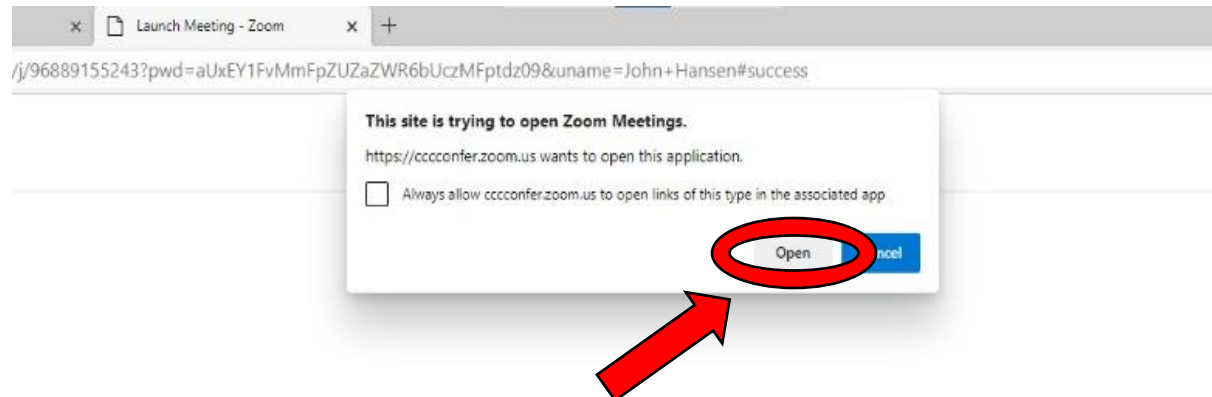 Launch Meeting - Zoom
/j/96889155243?pwd=aUxEY1FvMmFpZUZaZWR6bUczMFptdz09&uname=John+Hansen#success
This site is trying to open Zoom Meetings.
https://cccconfer.zoom.us wants to open this application.
Always allow cccconfer.zoom.us to open links of this type in the associated app
Open